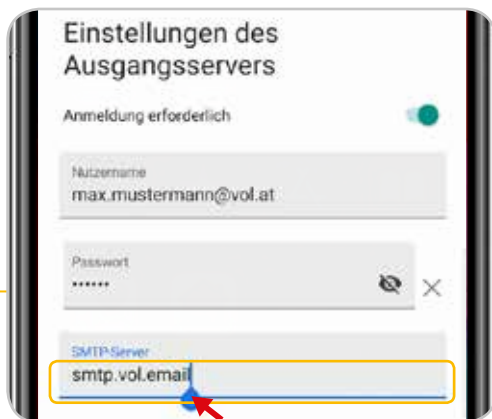 Einstellungen des
Ausgangsservers
Anmeldung erforderlich
Nutzername
max.mustermann@vol.at
Passwort
••••••
SMTP-Server
smtp.vol.email